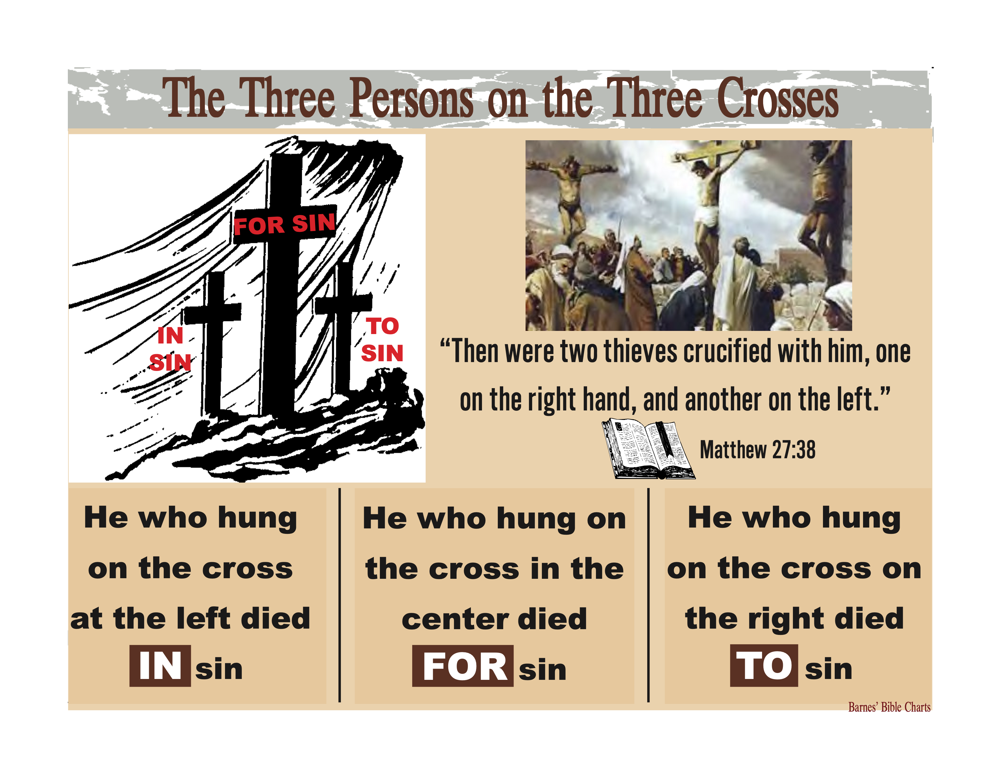 The Three Persons on the Three Crosses
FOR SIN
IN
SIN
TO
SIN
“Then were two thieves crucified with him, one
on the right hand, and another on the left.”
Matthew 27:38
He who hung
on the cross
at the left died
IN sin
He who hung on
the cross in the
center died
FOR sin
He who hung
on the cross on
the right died
TO sin
Barnes’ Bible Charts